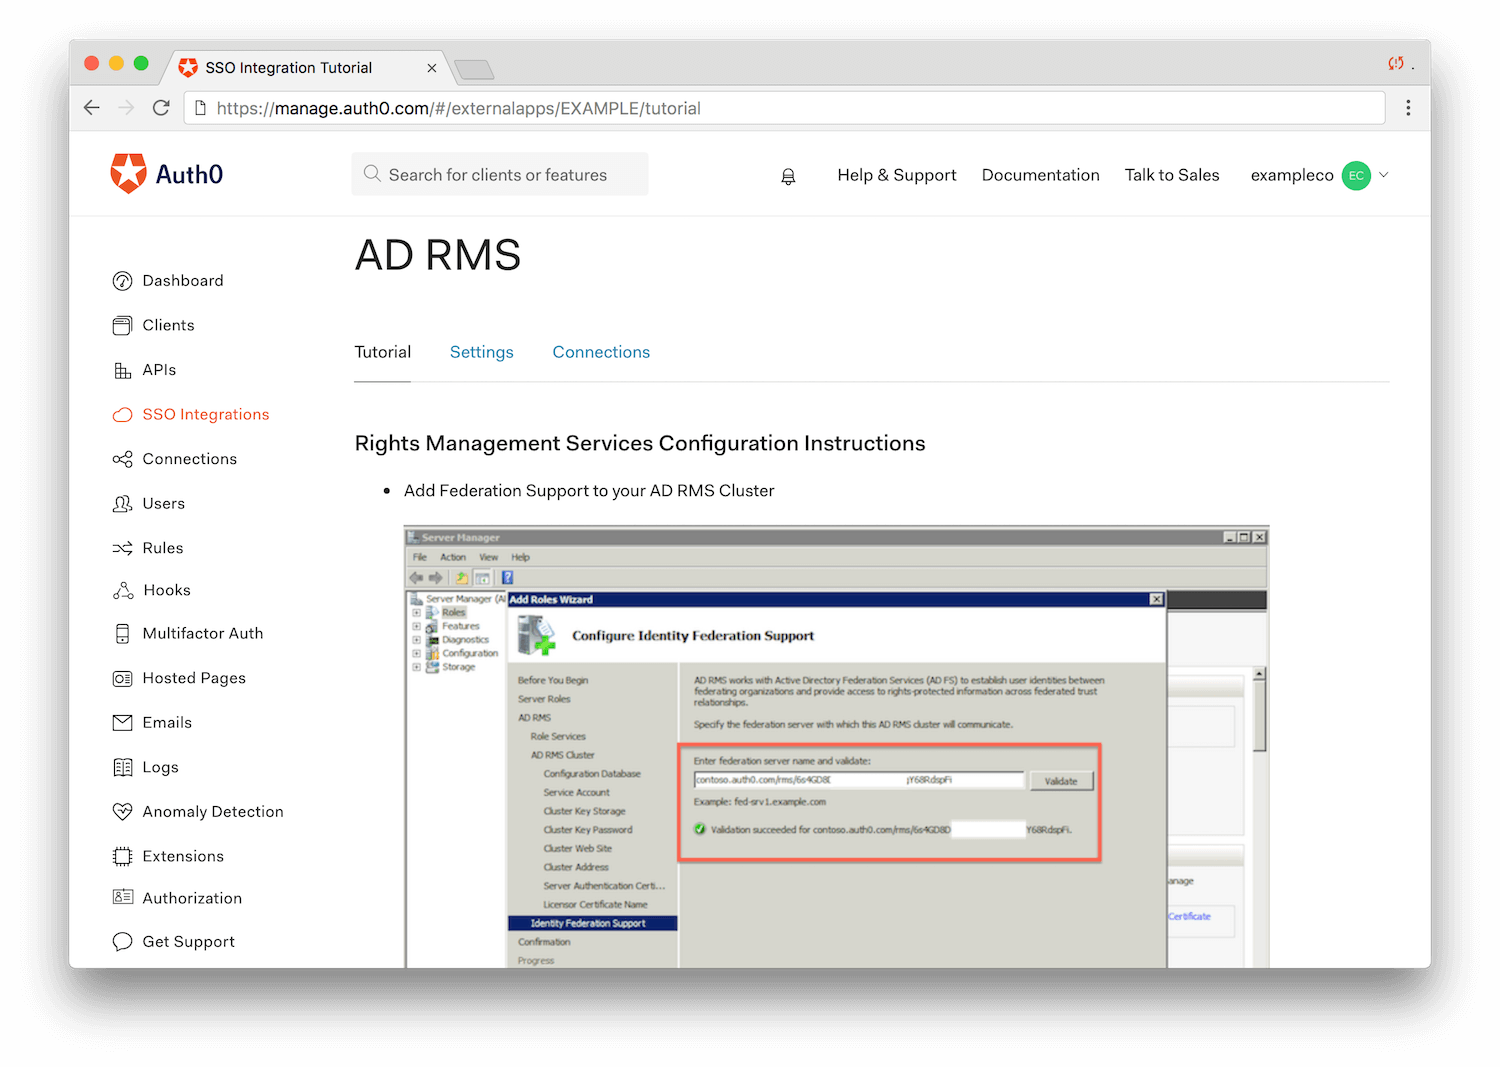 SSO Integration Tutorial
https://manage.auth0.com/#/externalapps/EXAMPLE/tutorial
Auth0
Search for clients or features
Help & Support
Documentation
Talk to Sales
exampleco
EC
Dashboard
Clients
APIs
SSO Integrations
Connections
Users
Rules
Hooks
Multifactor Auth
Hosted Pages
Emails
Logs
Anomaly Detection
Extensions
Authorization
Get Support
AD RMS
Tutorial
Settings
Connections
Rights Management Services Configuration Instructions
Add Federation Support to your AD RMS Cluster
Server Manager
File Action View Help
Server Manager (A
Roles
Features
Diagnostics
Configuration
Storage
Add Roles Wizard
Configure Identity Federation Support
Before You Begin
Server Roles
AD RMS
Role Services
AD RMS Cluster
Configuration Database
Service Account
Cluster Key Storage
Cluster Key Password
Cluster Web Site
Cluster Address
Server Authentication Certi...
Licensor Certificate Name
Identity Federation Support
Confirmation
Progress
AD RMS works with Active Directory Federation Services (AD FS) to establish user identities between
federating organizations and provide access to rights-protected information across federated trust
relationships.
Specify the federation server with which this AD RMS cluster will communicate.
Enter federation server name and validate:
contoso.auth0.com/rms/6s4GD8
Y68RdspFi
Validate
Example: fed-srv1.example.com
Validation succeeded for contoso.auth0.com/rms/6s4GD8D
Y68RdspFi.
anage
Certificate